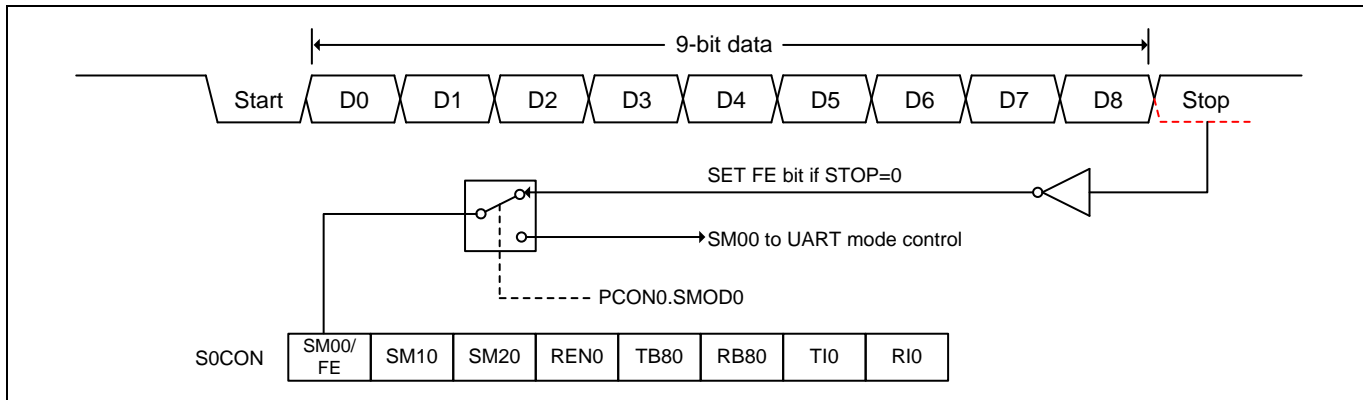 9-bit data
Start D0 D1 D2 D3 D4 D5 D6 D7 D8 Stop
SET FE bit if STOP=0
SM00 to UART mode control
PCON0.SMOD0
S0CON SM00/ FE SM10 SM20 REN0 TB80 RB80 TI0 RI0